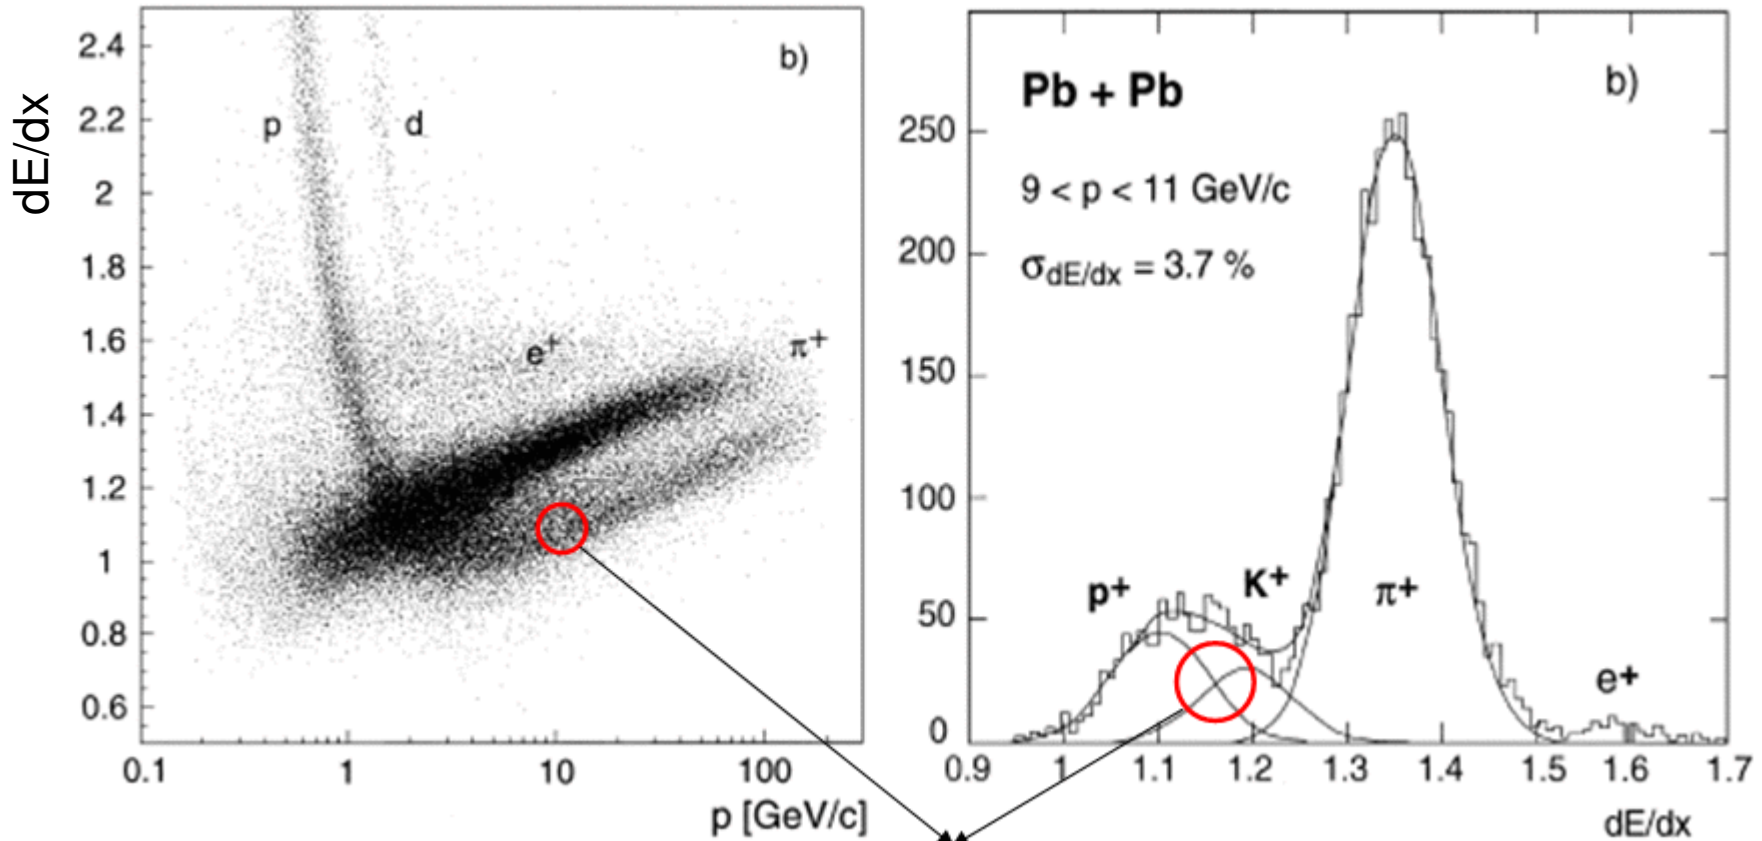 b)
dE/dx
p
d
e+
π+
2.4
2.2
2
1.8
1.6
1.4
1.2
1
0.8
0.6
0.1
1
10
100
p [GeV/c]
Pb + Pb
b)
9 < p < 11 GeV/c
σdE/dx = 3.7 %
p+
K+
π+
e+
250
200
150
100
50
0
0.9
1
1.1
1.2
1.3
1.4
1.5
1.6
1.7
dE/dx